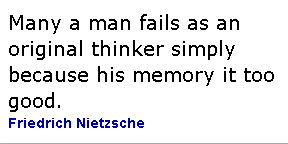 Many a man fails as an
original thinker simply
because his memory it too
good.
Friedrich Nietzsche